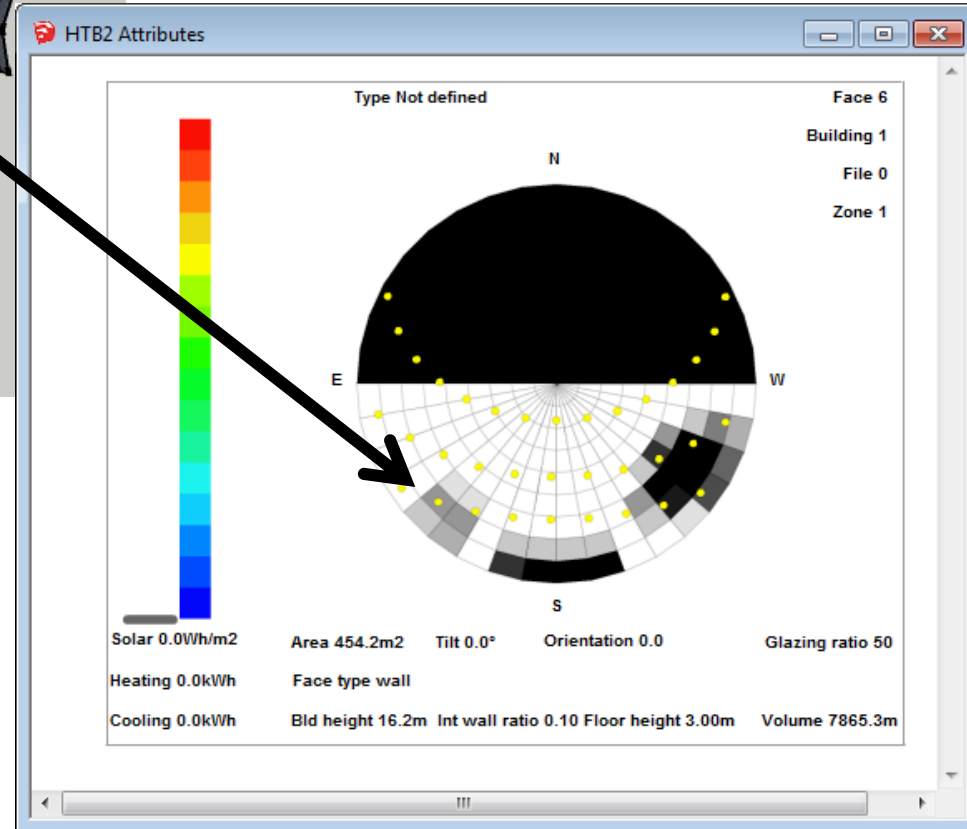 HTB2 Attributes
Type Not defined
Face 6
Building 1
File 0
Zone 1
N
E
W
S
Solar 0.0Wh/m2 Area 454.2m2 Tilt 0.0° Orientation 0.0 Glazing ratio 50
Heating 0.0kWh Face type wall
Cooling 0.0kWh Bld height 16.2m Int wall ratio 0.10 Floor height 3.00m Volume 7865.3m